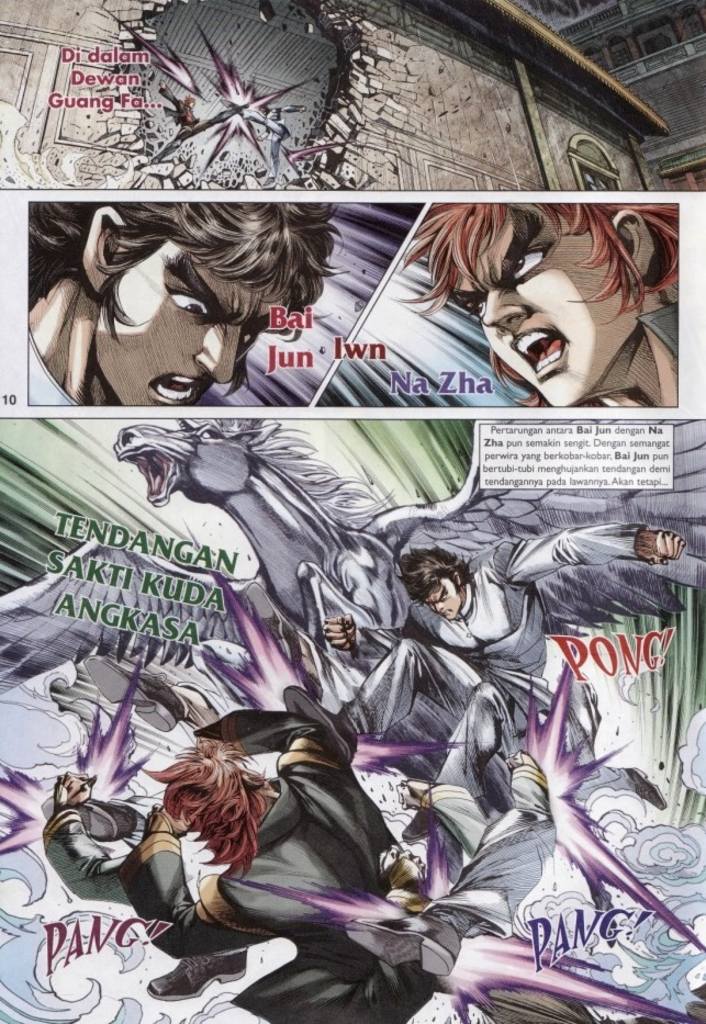 Di dalam
Dewan
Guang Fa...
Bai
Jun
lwn
Na Zha
10
Pertarungan antara Bai Jun dengan Na
Zha pun semakin sengit. Dengan semangat
perwira yang berkobar-kobar, Bai Jun pun
bertubi-tubi menghujankan tendangan demi
tendangannya pada lawannya. Akan tetapi...
TENDANGAN
SAKTI KUDA
ANGKASA
PONG!
PANG!
PANG!